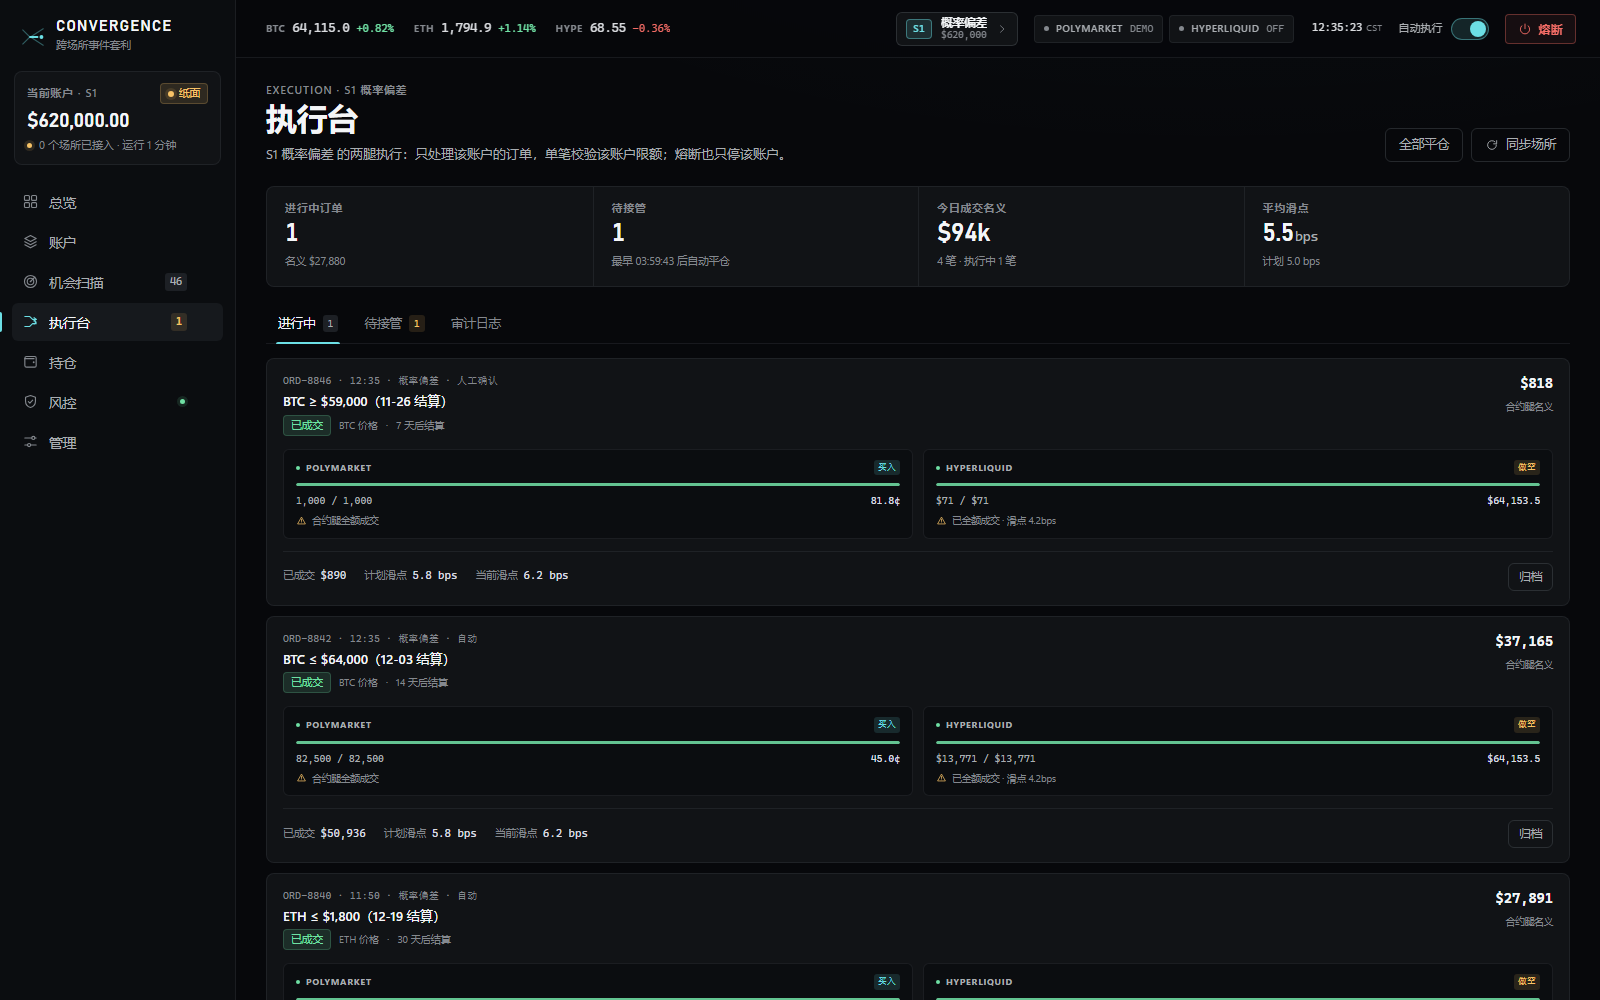 CONVERGENCE
跨场所事件套利
BTC 64,115.0 +0.82% ETH 1,794.9 +1.14% HYPE 68.55 −0.36%
S1 概率偏差 $620,000
POLYMARKET DEMO
HYPERLIQUID OFF
12:35:23 CST
自动执行
熔断
当前账户 · S1
纸面
$620,000.00
0 个场所已接入 · 运行 1 分钟
总览
账户
机会扫描 46
执行台 1
持仓
风控
管理
EXECUTION · S1 概率偏差
执行台
S1 概率偏差 的两腿执行：只处理该账户的订单，单笔校验该账户限额；熔断也只停该账户。
全部平仓
同步场所
进行中订单
1
名义 $27,880
待接管
1
最早 03:59:43 后自动平仓
今日成交名义
$94k
4 笔 · 执行中 1 笔
平均滑点
5.5 bps
计划 5.0 bps
进行中 1
待接管 1
审计日志
ORD-8846 · 12:35 · 概率偏差 · 人工确认
BTC ≥ $59,000（11-26 结算）
已成交 BTC 价格 · 7 天后结算
$818
合约腿名义
POLYMARKET 买入
1,000 / 1,000 81.8¢
合约腿全额成交
HYPERLIQUID 做空
$71 / $71 $64,153.5
已全额成交 · 滑点 4.2bps
已成交 $890 计划滑点 5.8 bps 当前滑点 6.2 bps
归档
ORD-8842 · 12:35 · 概率偏差 · 自动
BTC ≤ $64,000（12-03 结算）
已成交 BTC 价格 · 14 天后结算
$37,165
合约腿名义
POLYMARKET 买入
82,500 / 82,500 45.0¢
合约腿全额成交
HYPERLIQUID 做空
$13,771 / $13,771 $64,153.5
已全额成交 · 滑点 4.2bps
已成交 $50,936 计划滑点 5.8 bps 当前滑点 6.2 bps
归档
ORD-8840 · 11:50 · 概率偏差 · 自动
ETH ≤ $1,800（12-19 结算）
已成交 ETH 价格 · 30 天后结算
$27,891
合约腿名义
POLYMARKET 买入
HYPERLIQUID 做空